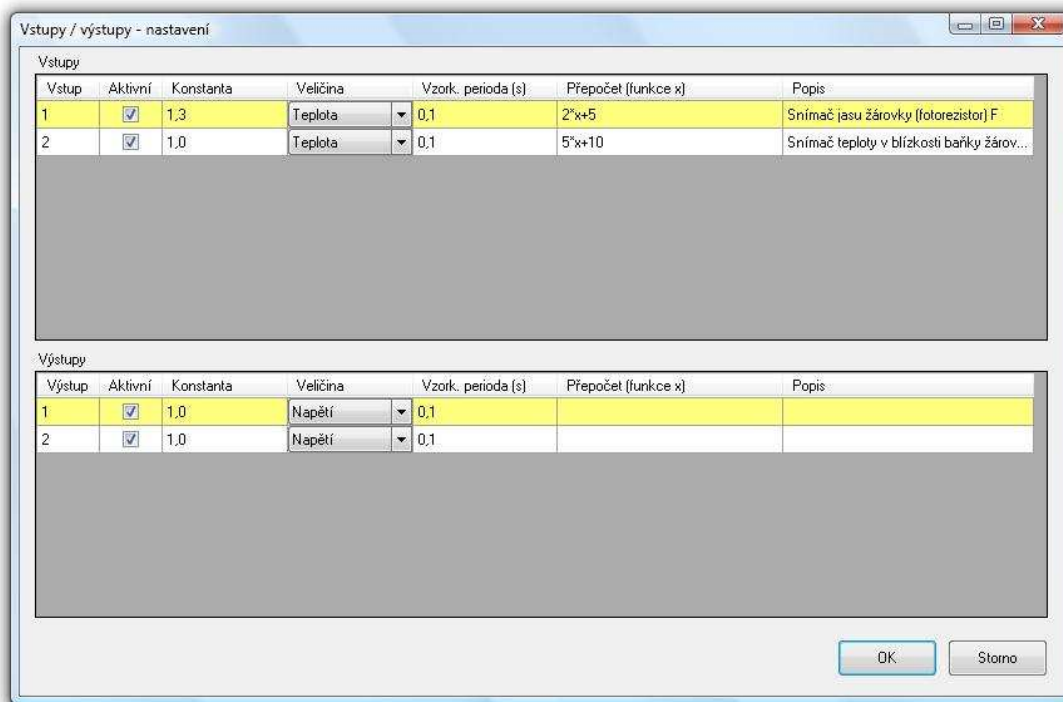 Vstupy / výstupy - nastavení
Vstupy
Vstup Aktivní Konstanta Veličina Vzork. perioda (s) Přepočet (funkce x) Popis
1 1,3 Teplota 0,1 2*x+5 Snímač jasu žárovky (fotorezistor) F
2 1,0 Teplota 0,1 5*x+10 Snímač teploty v blízkosti baňky žárov...
Výstupy
Výstup Aktivní Konstanta Veličina Vzork. perioda (s) Přepočet (funkce x) Popis
1 1,0 Napětí 0,1
2 1,0 Napětí 0,1
OK Storno